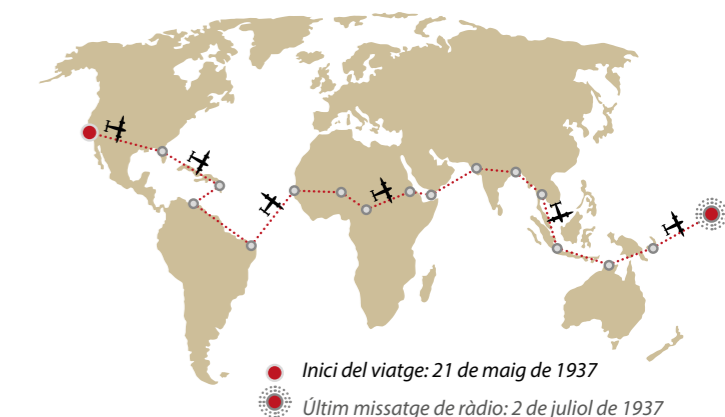 Inici del viatge: 21 de maig de 1937
Últim missatge de ràdio: 2 de juliol de 1937